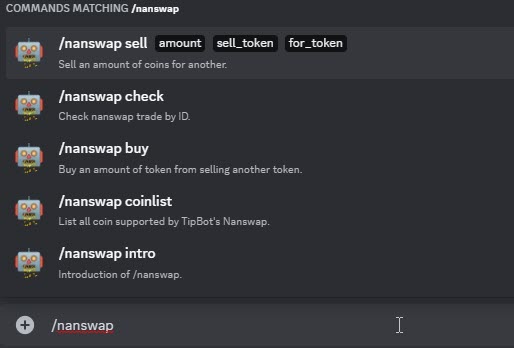 COMMANDS MATCHING /nanswap
/nanswap sell amount sell_token for_token
Sell an amount of coins for another.
/nanswap check
Check nanswap trade by ID.
/nanswap buy
Buy an amount of token from selling another token.
/nanswap coinlist
List all coin supported by TipBot's Nanswap.
/nanswap intro
Introduction of /nanswap.
/nanswap